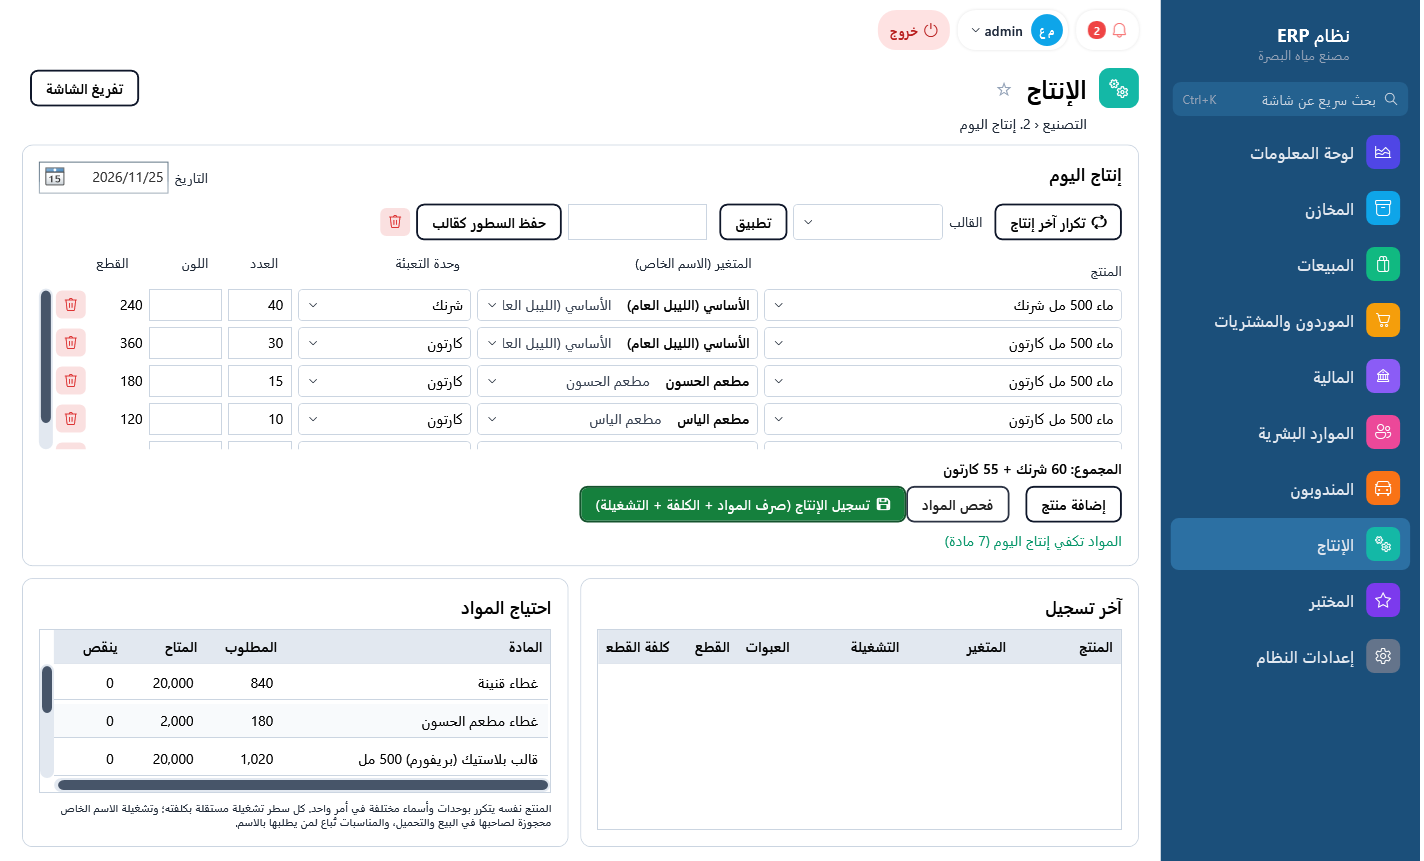 نظام ERP
مصنع مياه البصرة
بحث سريع عن شاشة Ctrl+K
لوحة المعلومات
المخازن
المبيعات
الموردون والمشتريات
المالية
الموارد البشرية
المندوبون
الإنتاج
المختبر
إعدادات النظام
2
م ع admin
خروج
الإنتاج
التصنيع › 2. إنتاج اليوم
تفريغ الشاشة
إنتاج اليوم
التاريخ 2026/11/25 15
تكرار آخر إنتاج القالب تطبيق حفظ السطور كقالب
المنتج المتغير (الاسم الخاص) وحدة التعبئة العدد اللون القطع
ماء 500 مل شرنك الأساسي (الليبل العام) الأساسي (الليبل العا شرنك 40 240
ماء 500 مل كارتون الأساسي (الليبل العام) الأساسي (الليبل العا كارتون 30 360
ماء 500 مل كارتون مطعم الحسون مطعم الحسون كارتون 15 180
ماء 500 مل كارتون مطعم الياس مطعم الياس كارتون 10 120
المجموع: 60 شرنك + 55 كارتون
إضافة منتج فحص المواد تسجيل الإنتاج (صرف المواد + الكلفة + التشغيلة)
المواد تكفي إنتاج اليوم (7 مادة)
آخر تسجيل
المنتج المتغير التشغيلة العبوات القطع كلفة القطع
احتياج المواد
المادة المطلوب المتاح ينقص
غطاء قنينة 840 20,000 0
غطاء مطعم الحسون 180 2,000 0
قالب بلاستيك (بريفورم) 500 مل 1,020 20,000 0
المنتج نفسه يتكرر بوحدات وأسماء مختلفة في أمر واحد. كل سطر تشغيلة مستقلة بكلفته؛ وتشغيلة الاسم الخاص
محجوزة لصاحبها في البيع والتحميل، والمناسبات تُباع لمن يطلبها بالاسم.